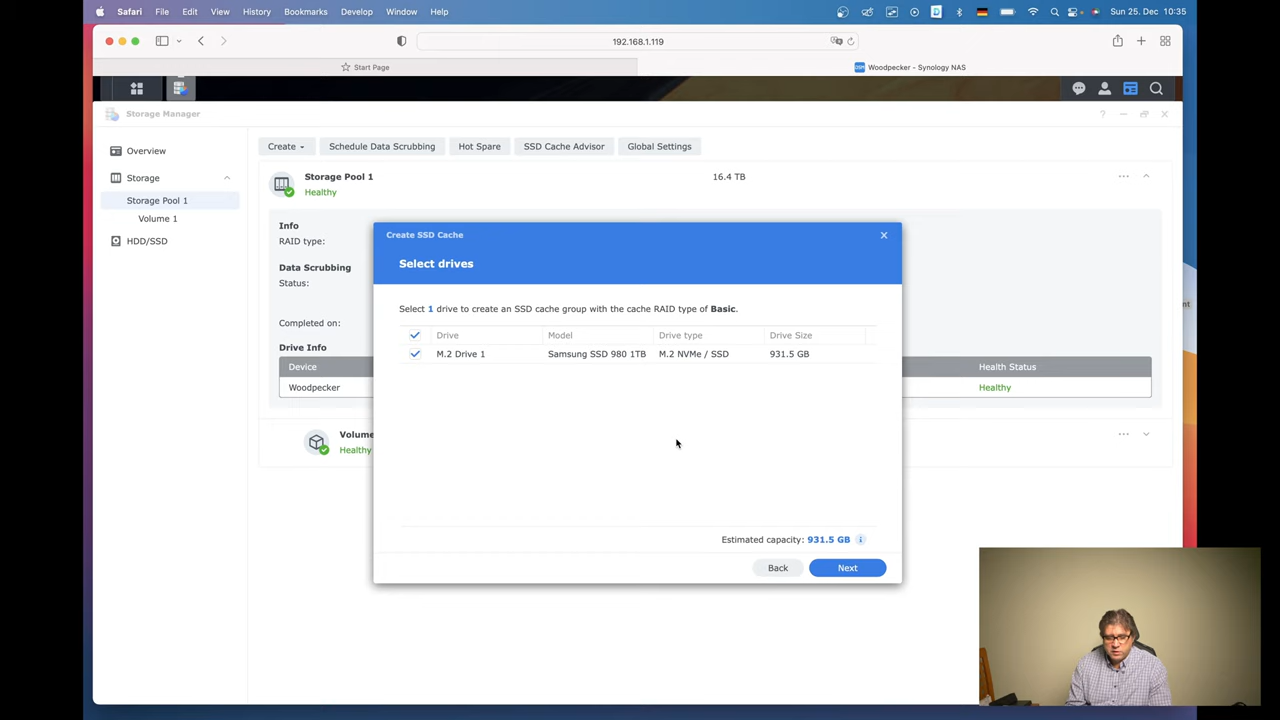 Safari File Edit View History Bookmarks Develop Window Help Sun 25. Dec 10:35
192.168.1.119
Start Page Woodpecker - Synology NAS
Storage Manager
Overview
Storage
Storage Pool 1
Volume 1
HDD/SSD
Create Schedule Data Scrubbing Hot Spare SSD Cache Advisor Global Settings
Storage Pool 1 16.4 TB
Healthy
Info
RAID type:
Data Scrubbing
Status:
Completed on:
Drive Info
Device Health Status
Woodpecker Healthy
Volume
Healthy
Create SSD Cache
Select drives
Select 1 drive to create an SSD cache group with the cache RAID type of Basic.
Drive Model Drive type Drive Size
M.2 Drive 1 Samsung SSD 980 1TB M.2 NVMe / SSD 931.5 GB
Estimated capacity: 931.5 GB
Back Next